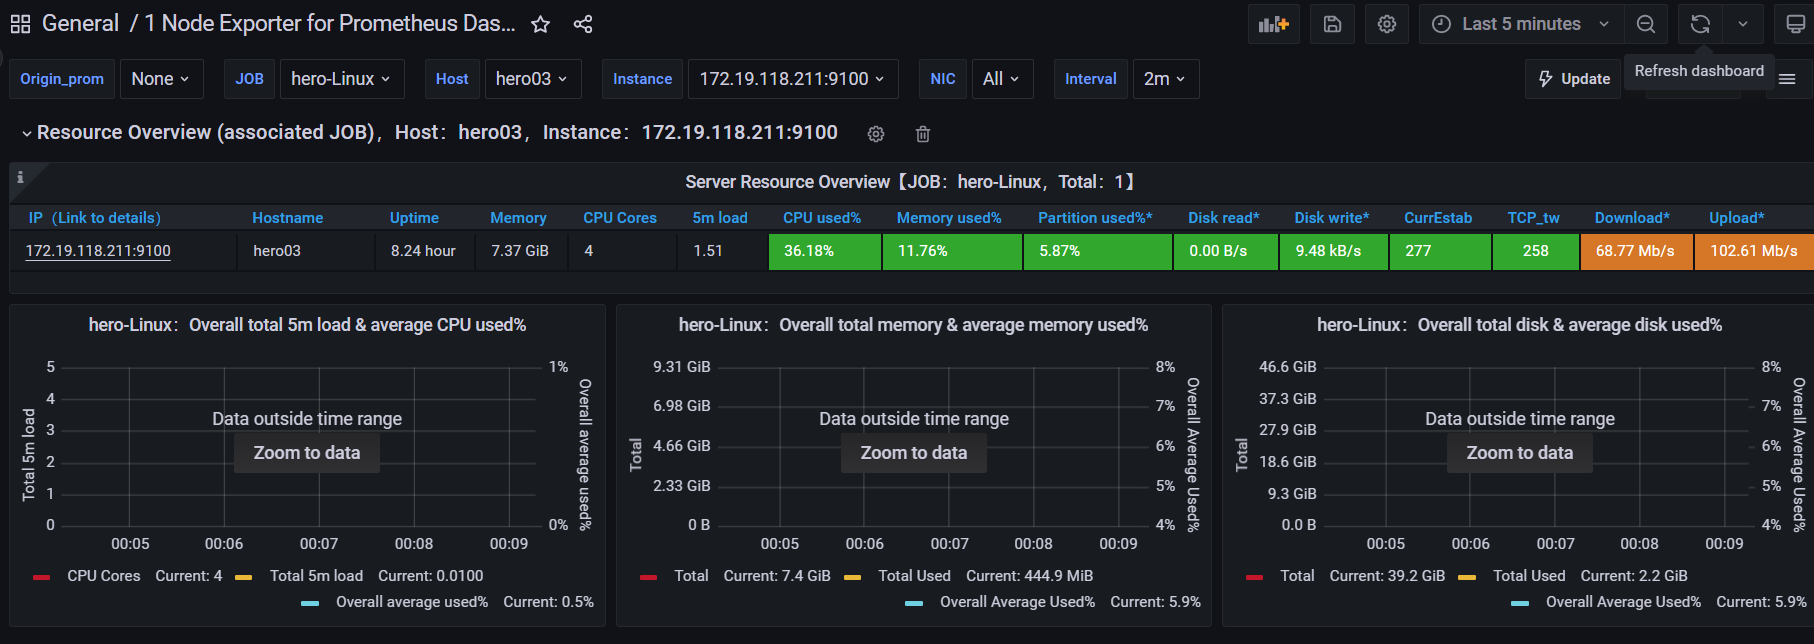 General / 1 Node Exporter for Prometheus Das...
Last 5 minutes
Origin_prom None JOB hero-Linux Host hero03 Instance 172.19.118.211:9100 NIC All Interval 2m Update Refresh dashboard
Resource Overview (associated JOB)，Host：hero03，Instance：172.19.118.211:9100
Server Resource Overview【JOB：hero-Linux，Total：1】
IP（Link to details） Hostname Uptime Memory CPU Cores 5m load CPU used% Memory used% Partition used%* Disk read* Disk write* CurrEstab TCP_tw Download* Upload*
172.19.118.211:9100 hero03 8.24 hour 7.37 GiB 4 1.51 36.18% 11.76% 5.87% 0.00 B/s 9.48 kB/s 277 258 68.77 Mb/s 102.61 Mb/s
hero-Linux：Overall total 5m load & average CPU used%
5
4
3
2
1
0
Total 5m load
1%
0%
Overall average used%
Data outside time range
Zoom to data
00:05 00:06 00:07 00:08 00:09
CPU Cores Current: 4 Total 5m load Current: 0.0100
Overall average used% Current: 0.5%
hero-Linux：Overall total memory & average memory used%
9.31 GiB
6.98 GiB
4.66 GiB
2.33 GiB
0 B
Total
8%
7%
6%
5%
4%
Overall Average Used%
Data outside time range
Zoom to data
00:05 00:06 00:07 00:08 00:09
Total Current: 7.4 GiB Total Used Current: 444.9 MiB
Overall Average Used% Current: 5.9%
hero-Linux：Overall total disk & average disk used%
46.6 GiB
37.3 GiB
27.9 GiB
18.6 GiB
9.3 GiB
0.0 B
Total
8%
7%
6%
5%
4%
Overall Average Used%
Data outside time range
Zoom to data
00:05 00:06 00:07 00:08 00:09
Total Current: 39.2 GiB Total Used Current: 2.2 GiB
Overall Average Used% Current: 5.9%